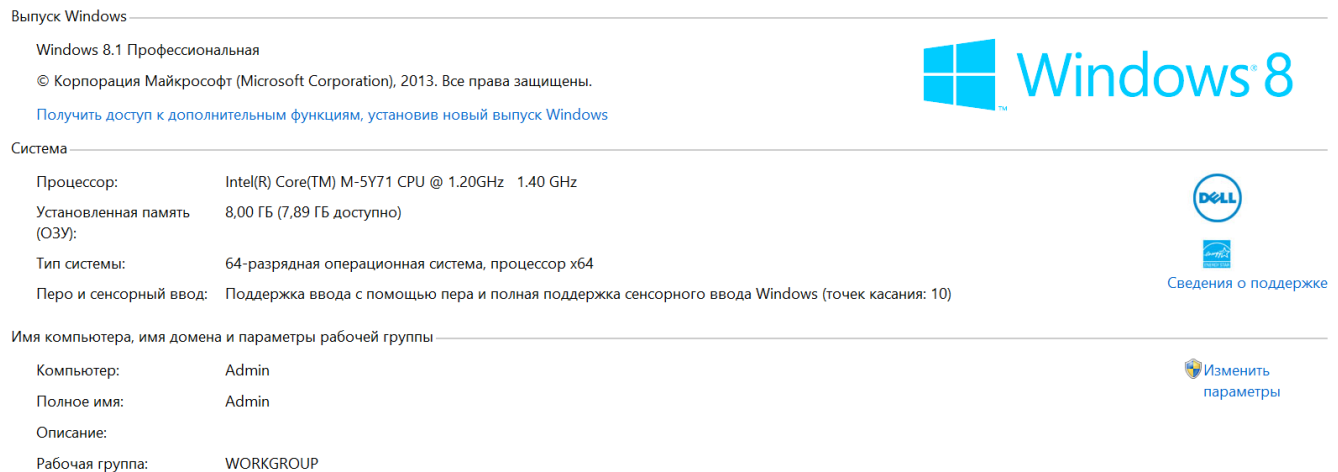 Выпуск Windows
Windows 8.1 Профессиональная
© Корпорация Майкрософт (Microsoft Corporation), 2013. Все права защищены.
Windows® 8
™
Получить доступ к дополнительным функциям, установив новый выпуск Windows
Система
Процессор: Intel(R) Core(TM) M-5Y71 CPU @ 1.20GHz 1.40 GHz
DELL
Установленная память 8,00 ГБ (7,89 ГБ доступно)
(ОЗУ):
Тип системы: 64-разрядная операционная система, процессор x64
Перо и сенсорный ввод: Поддержка ввода с помощью пера и полная поддержка сенсорного ввода Windows (точек касания: 10)
Сведения о поддержке
Имя компьютера, имя домена и параметры рабочей группы
Компьютер: Admin
Изменить
параметры
Полное имя: Admin
Описание:
Рабочая группа: WORKGROUP